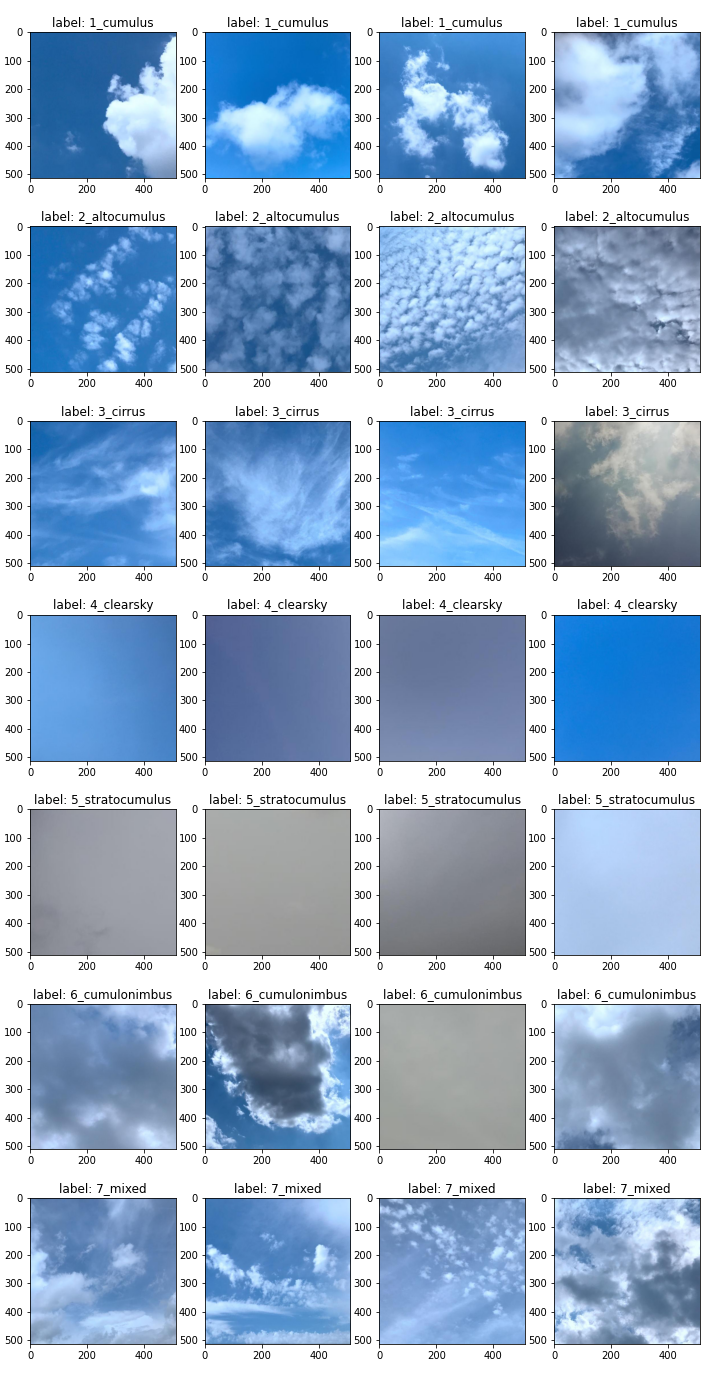 label: 1_cumulus label: 1_cumulus label: 1_cumulus label: 1_cumulus
0 0 0 0
100 100 100 100
200 200 200 200
300 300 300 300
400 400 400 400
500 500 500 500
0 200 400 0 200 400 0 200 400 0 200 400
label: 2_altocumulus label: 2_altocumulus label: 2_altocumulus label: 2_altocumulus
0 0 0 0
100 100 100 100
200 200 200 200
300 300 300 300
400 400 400 400
500 500 500 500
0 200 400 0 200 400 0 200 400 0 200 400
label: 3_cirrus label: 3_cirrus label: 3_cirrus label: 3_cirrus
0 0 0 0
100 100 100 100
200 200 200 200
300 300 300 300
400 400 400 400
500 500 500 500
0 200 400 0 200 400 0 200 400 0 200 400
label: 4_clearsky label: 4_clearsky label: 4_clearsky label: 4_clearsky
0 0 0 0
100 100 100 100
200 200 200 200
300 300 300 300
400 400 400 400
500 500 500 500
0 200 400 0 200 400 0 200 400 0 200 400
label: 5_stratocumulus label: 5_stratocumulus label: 5_stratocumulus label: 5_stratocumulus
0 0 0 0
100 100 100 100
200 200 200 200
300 300 300 300
400 400 400 400
500 500 500 500
0 200 400 0 200 400 0 200 400 0 200 400
label: 6_cumulonimbus label: 6_cumulonimbus label: 6_cumulonimbus label: 6_cumulonimbus
0 0 0 0
100 100 100 100
200 200 200 200
300 300 300 300
400 400 400 400
500 500 500 500
0 200 400 0 200 400 0 200 400 0 200 400
label: 7_mixed label: 7_mixed label: 7_mixed label: 7_mixed
0 0 0 0
100 100 100 100
200 200 200 200
300 300 300 300
400 400 400 400
500 500 500 500
0 200 400 0 200 400 0 200 400 0 200 400